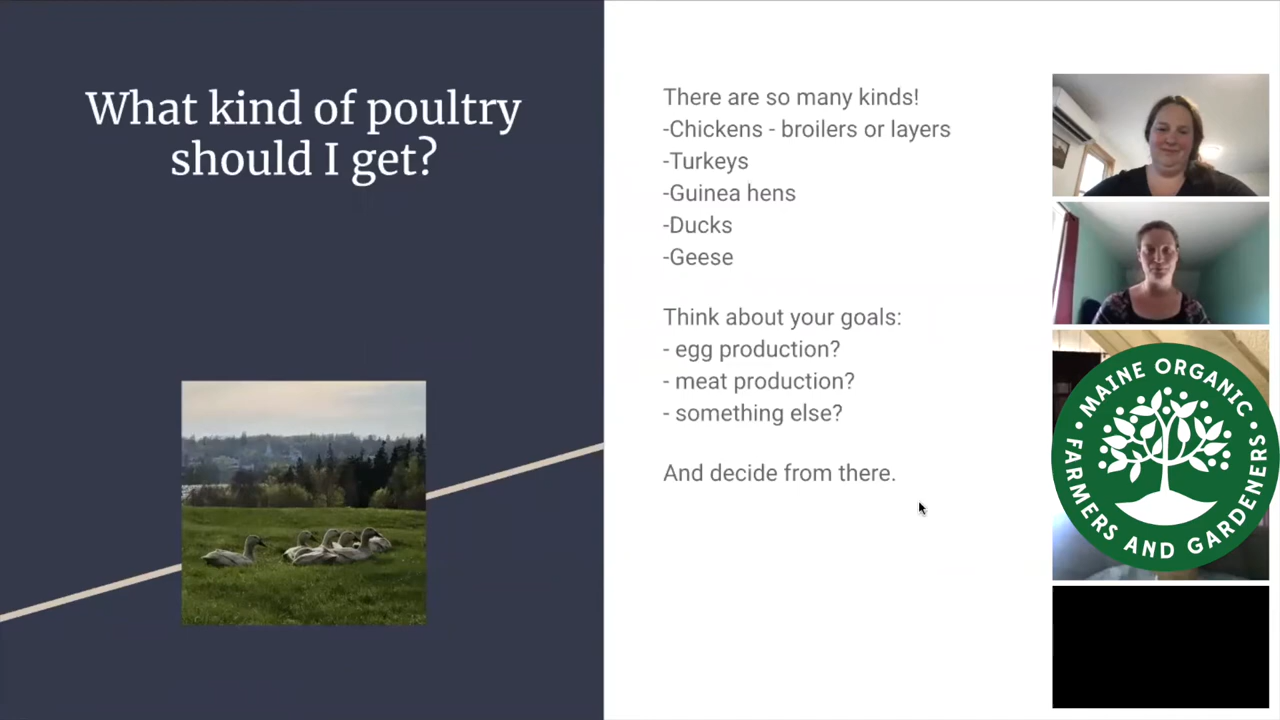 What kind of poultry
should I get?
There are so many kinds!
-Chickens - broilers or layers
-Turkeys
-Guinea hens
-Ducks
-Geese
Think about your goals:
- egg production?
- meat production?
- something else?
And decide from there.
• MAINE ORGANIC •
FARMERS AND GARDENERS